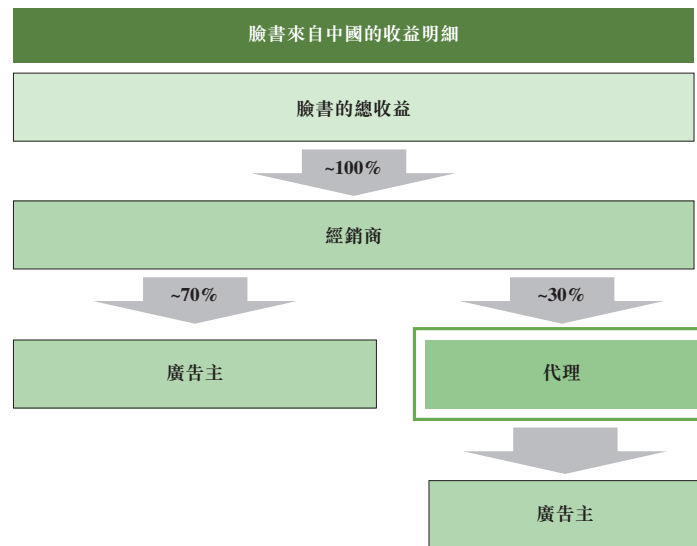 臉書來自中國的收益明細
臉書的總收益
~100%
經銷商
~70%
~30%
廣告主
代理
廣告主